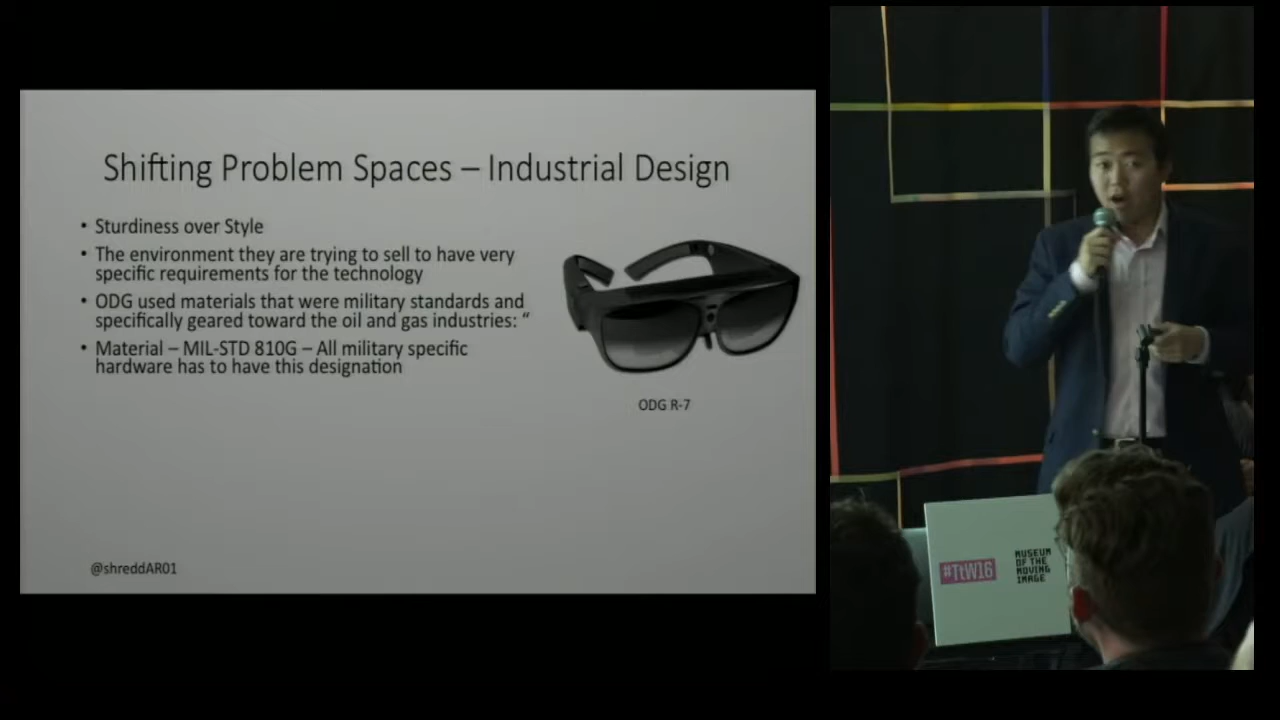 Shifting Problem Spaces – Industrial Design
• Sturdiness over Style
• The environment they are trying to sell to have very
specific requirements for the technology
• ODG used materials that were military standards and
specifically geared toward the oil and gas industries: “
• Material – MIL-STD 810G – All military specific
hardware has to have this designation
ODG R-7
@shreddAR01
#TtW16
MUSEUM
OF THE
MOVING
IMAGE